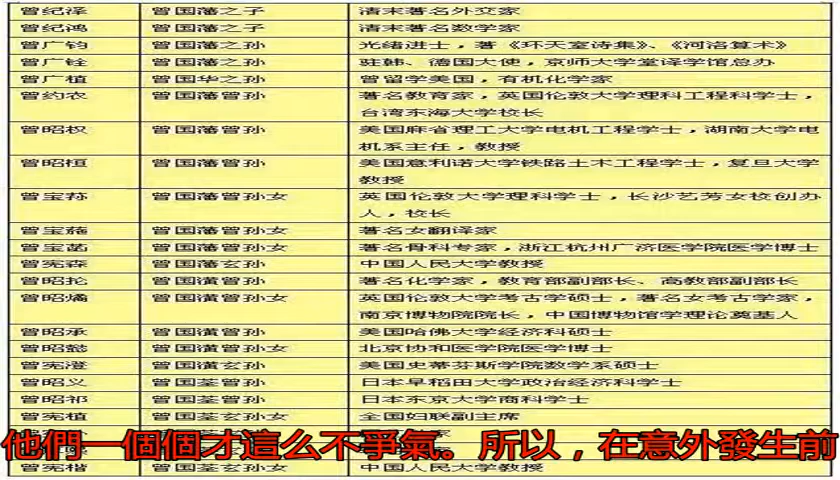 曾纪泽 曾国藩之子 清末著名外交家
曾纪鸿 曾国藩之子 清末著名数学家
曾广钧 曾国藩之孙 光绪进士，著《环天室诗集》、《河洛算术》
曾广铨 曾国藩之孙 驻韩、德国大使，京师大学堂译学馆总办
曾广植 曾国华之孙 曾留学美国，有机化学家
曾约农 曾国藩曾孙 著名教育家，英国伦敦大学理科工程科学士，
台湾东海大学校长
曾昭权 曾国藩曾孙 美国麻省理工大学电机工程学士，湖南大学电
机系主任，教授
曾昭桓 曾国藩曾孙 美国意利诺大学铁路土木工程学士，复旦大学
教授
曾宝荪 曾国藩曾孙女 英国伦敦大学理科学士，长沙艺芳女校创办
人，校长
曾宝葹 曾国藩曾孙女 著名女翻译家
曾宝菡 曾国藩曾孙女 著名骨科专家，浙江杭州广济医学院医学博士
曾宪森 曾国藩玄孙 中国人民大学教授
曾昭抡 曾国潢曾孙 著名化学家，教育部副部长、高教部副部长
曾昭燏 曾国潢曾孙女 英国伦敦大学考古学硕士，著名女考古学家，
南京博物院院长，中国博物馆学理论奠基人
曾昭承 曾国潢曾孙 美国哈佛大学经济科硕士
曾昭懿 曾国潢曾孙女 北京协和医学院医学博士
曾宪澄 曾国潢玄孙 美国史蒂芬斯学院数学系硕士
曾昭义 曾国荃曾孙 日本早稻田大学政治经济科学士
曾昭祁 曾国荃曾孙 日本东京大学商科学士
曾宪植 曾国荃玄孙女 全国妇联副主席
他們一個個才這么不爭氣。所以，在意外發生前
曾宪楷 曾国荃玄孙女 中国人民大学教授